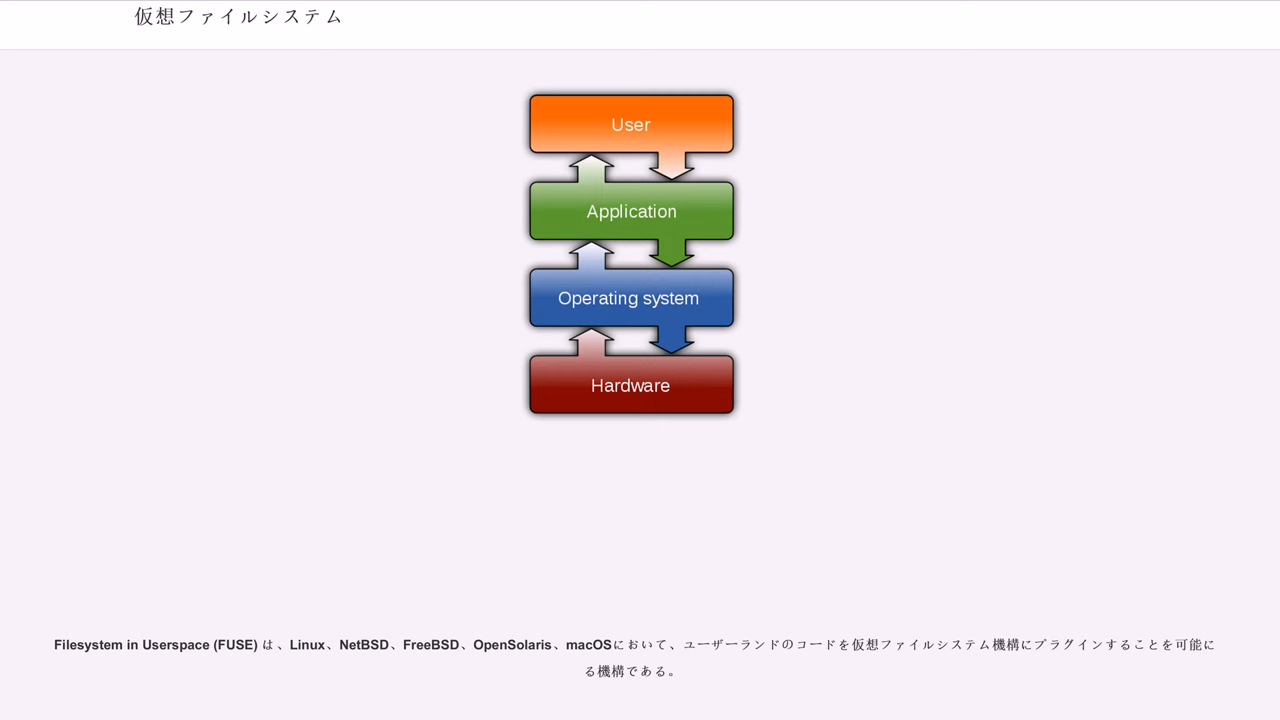 仮想ファイルシステム
User
Application
Operating system
Hardware
Filesystem in Userspace (FUSE) は、Linux、NetBSD、FreeBSD、OpenSolaris、macOSにおいて、ユーザーランドのコードを仮想ファイルシステム機構にプラグインすることを可能に
る機構である。